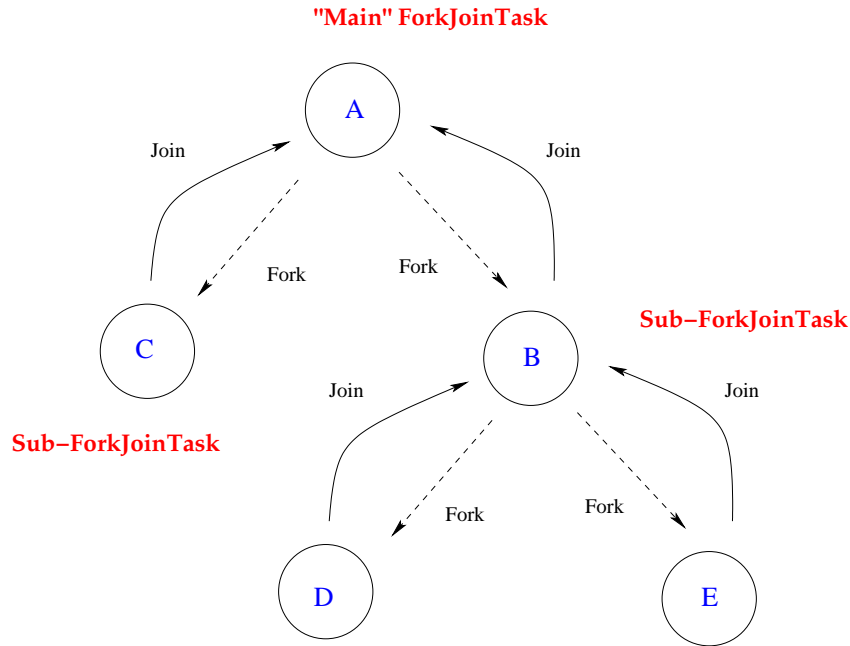 "Main" ForkJoinTask
A
Join
Join
Fork
Fork
Sub–ForkJoinTask
C
B
Join
Join
Sub–ForkJoinTask
Fork
Fork
D
E